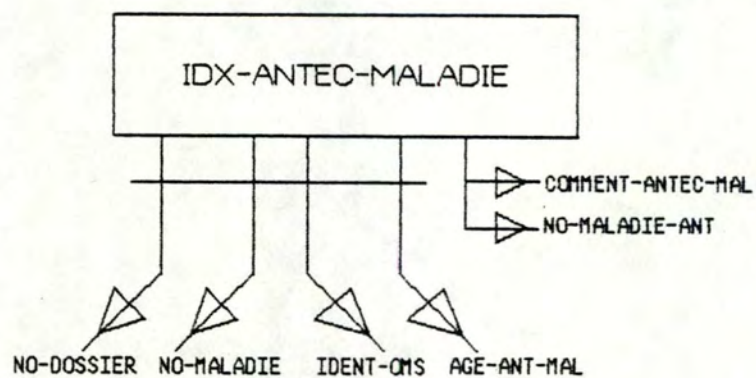 IDX-ANTEC-MALADIE
COMMENT-ANTEC-MAL
NO-MALADIE-ANT
NO-DOSSIER NO-MALADIE IDENT-OMS AGE-ANT-MAL